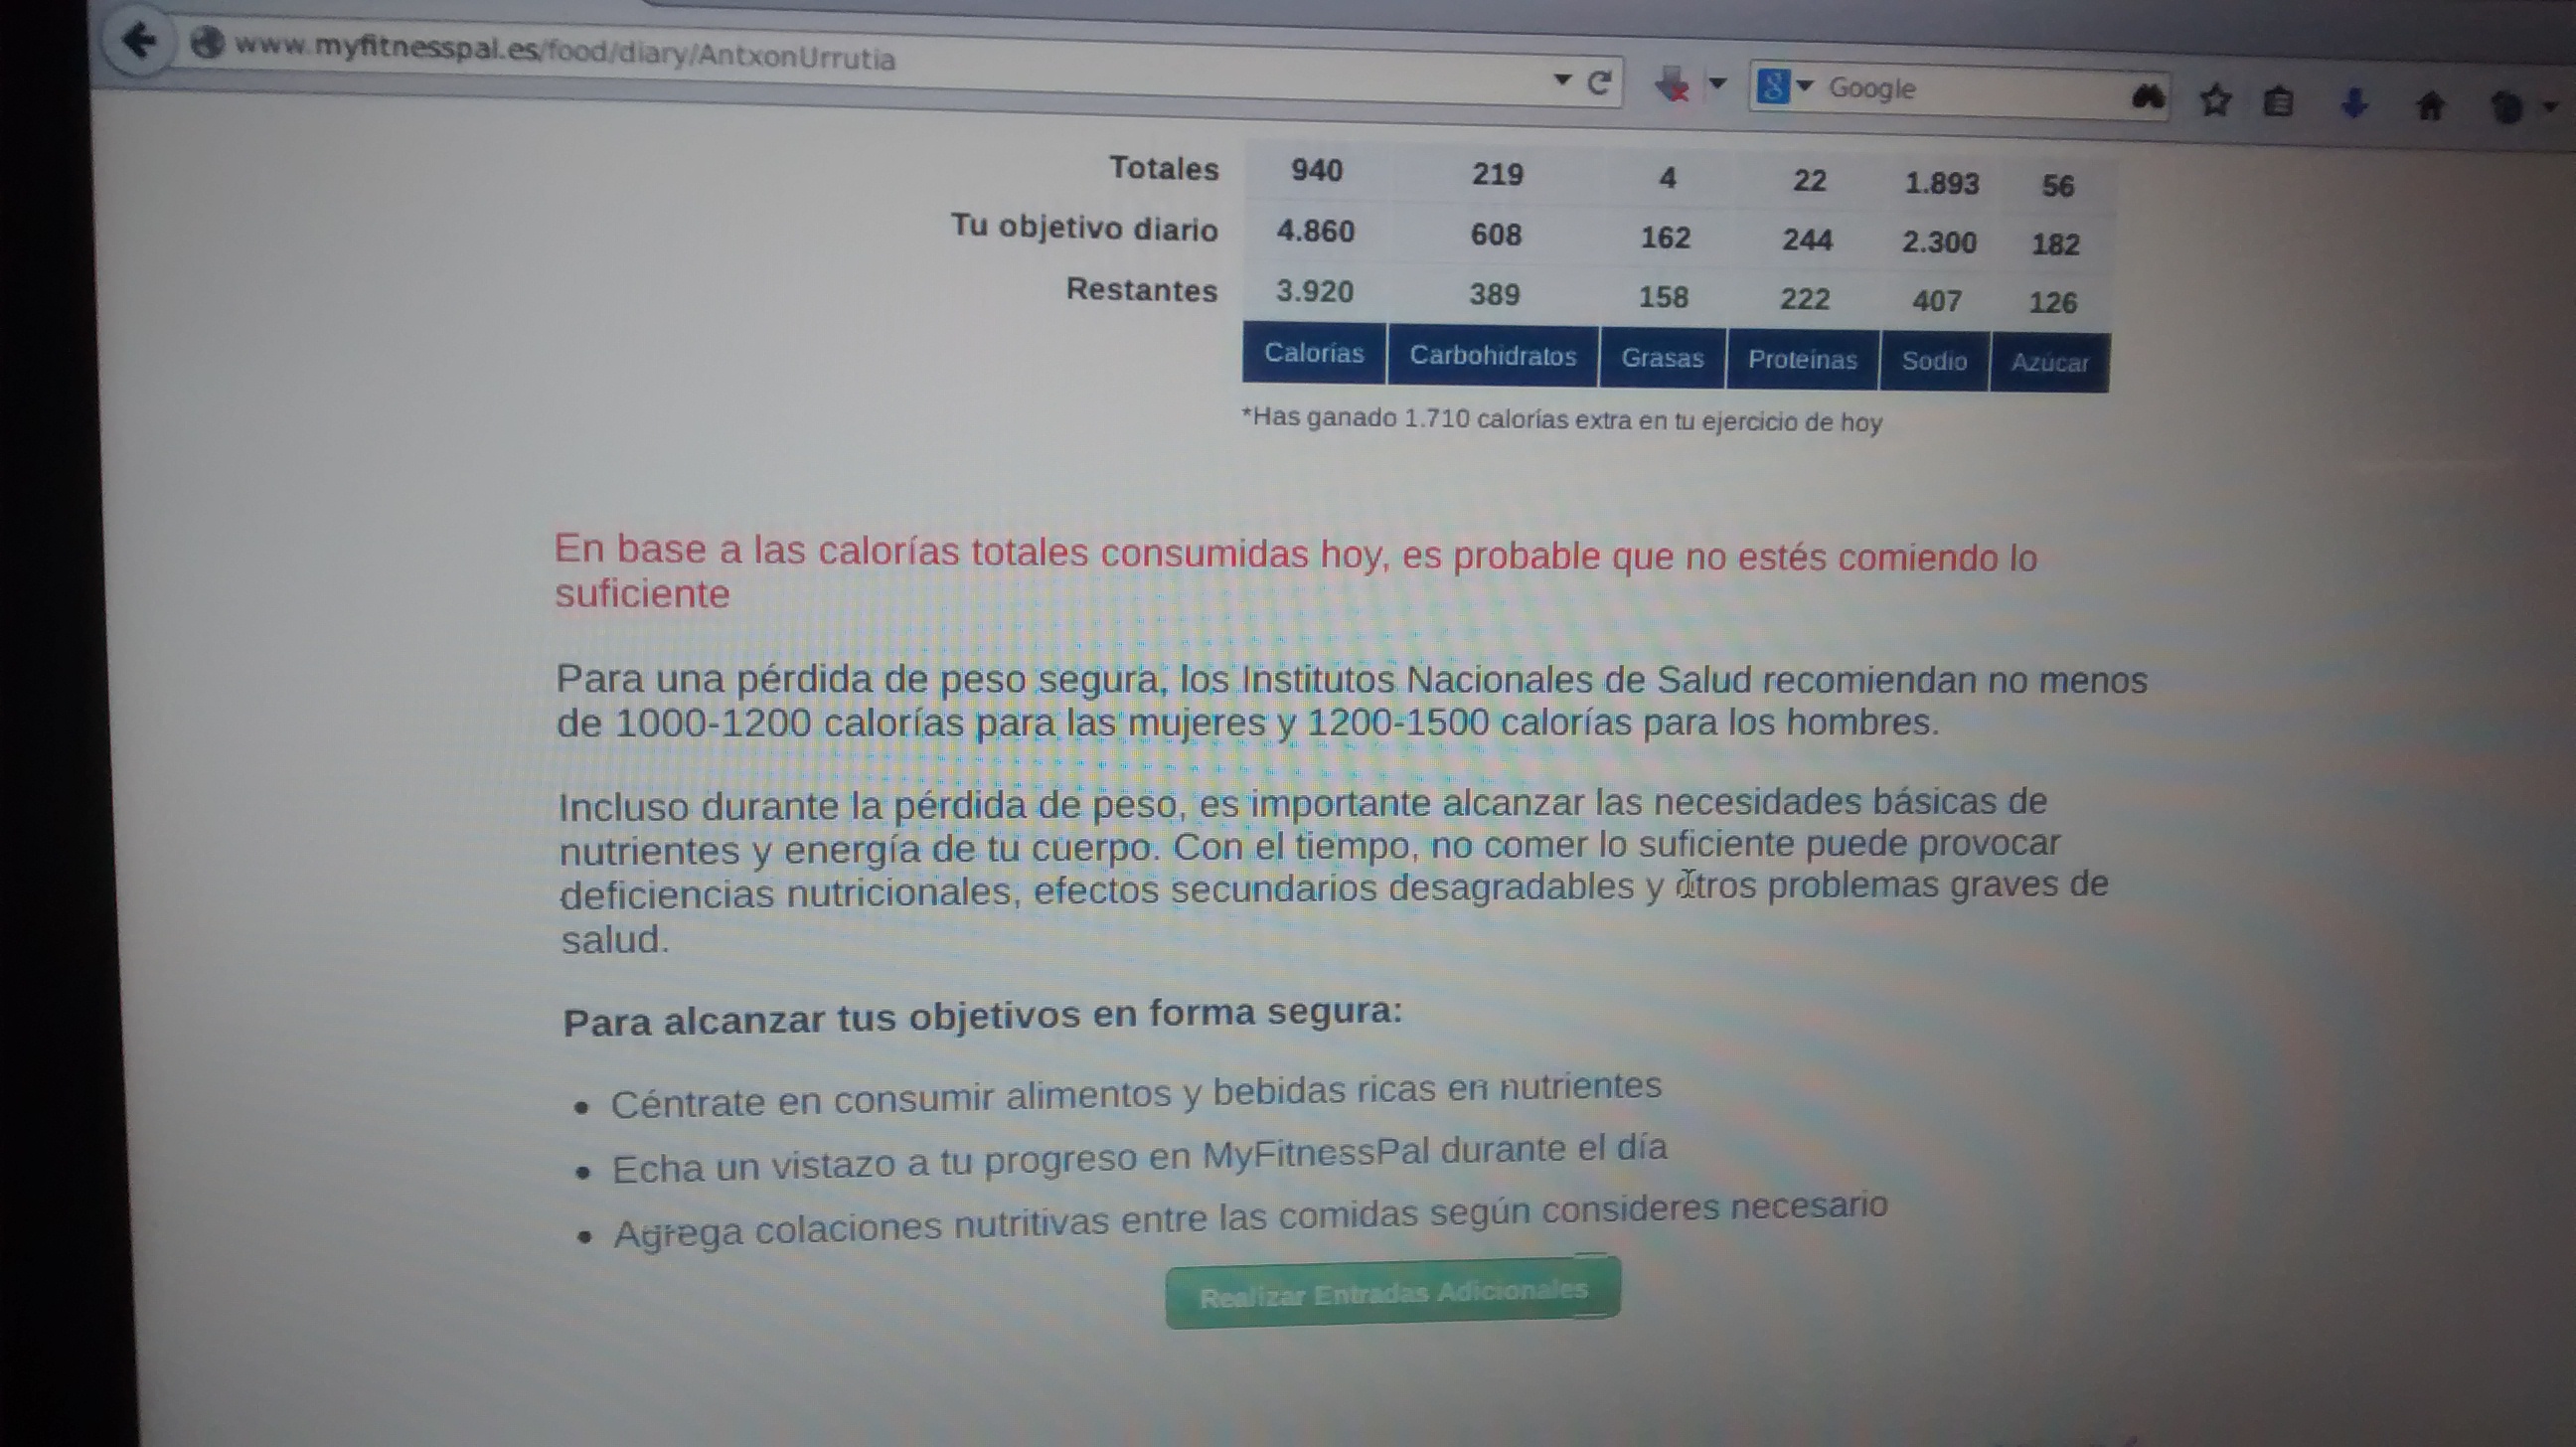 www.myfitnesspal.es/food/diary/AntxonUrrutia
Google
Totales 940 219 4 22 1.893 56
Tu objetivo diario 4.860 608 162 244 2.300 182
Restantes 3.920 389 158 222 407 126
Calorías Carbohidratos Grasas Proteínas Sodio Azúcar
*Has ganado 1.710 calorías extra en tu ejercicio de hoy
En base a las calorías totales consumidas hoy, es probable que no estés comiendo lo
suficiente
Para una pérdida de peso segura, los Institutos Nacionales de Salud recomiendan no menos
de 1000-1200 calorías para las mujeres y 1200-1500 calorías para los hombres.
Incluso durante la pérdida de peso, es importante alcanzar las necesidades básicas de
nutrientes y energía de tu cuerpo. Con el tiempo, no comer lo suficiente puede provocar
deficiencias nutricionales, efectos secundarios desagradables y otros problemas graves de
salud.
Para alcanzar tus objetivos en forma segura:
• Céntrate en consumir alimentos y bebidas ricas en nutrientes
• Echa un vistazo a tu progreso en MyFitnessPal durante el día
• Agrega colaciones nutritivas entre las comidas según consideres necesario
Realizar Entradas Adicionales